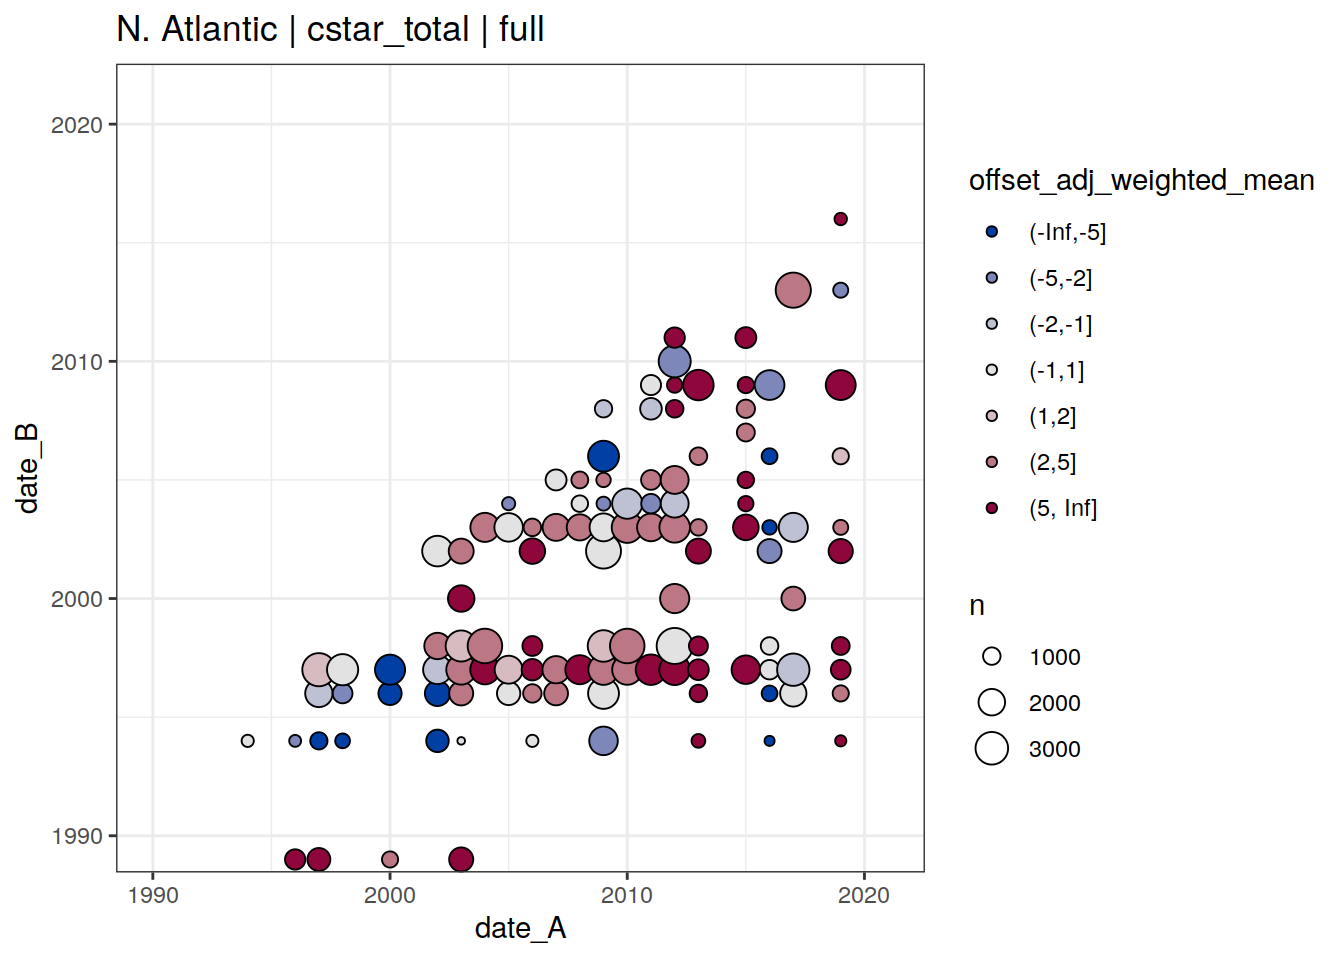 N. Atlantic | cstar_total | full
2020
2010
2000
1990
date_B
1990
2000
2010
2020
date_A
offset_adj_weighted_mean
(-Inf,-5]
(-5,-2]
(-2,-1]
(-1,1]
(1,2]
(2,5]
(5, Inf]
n
1000
2000
3000